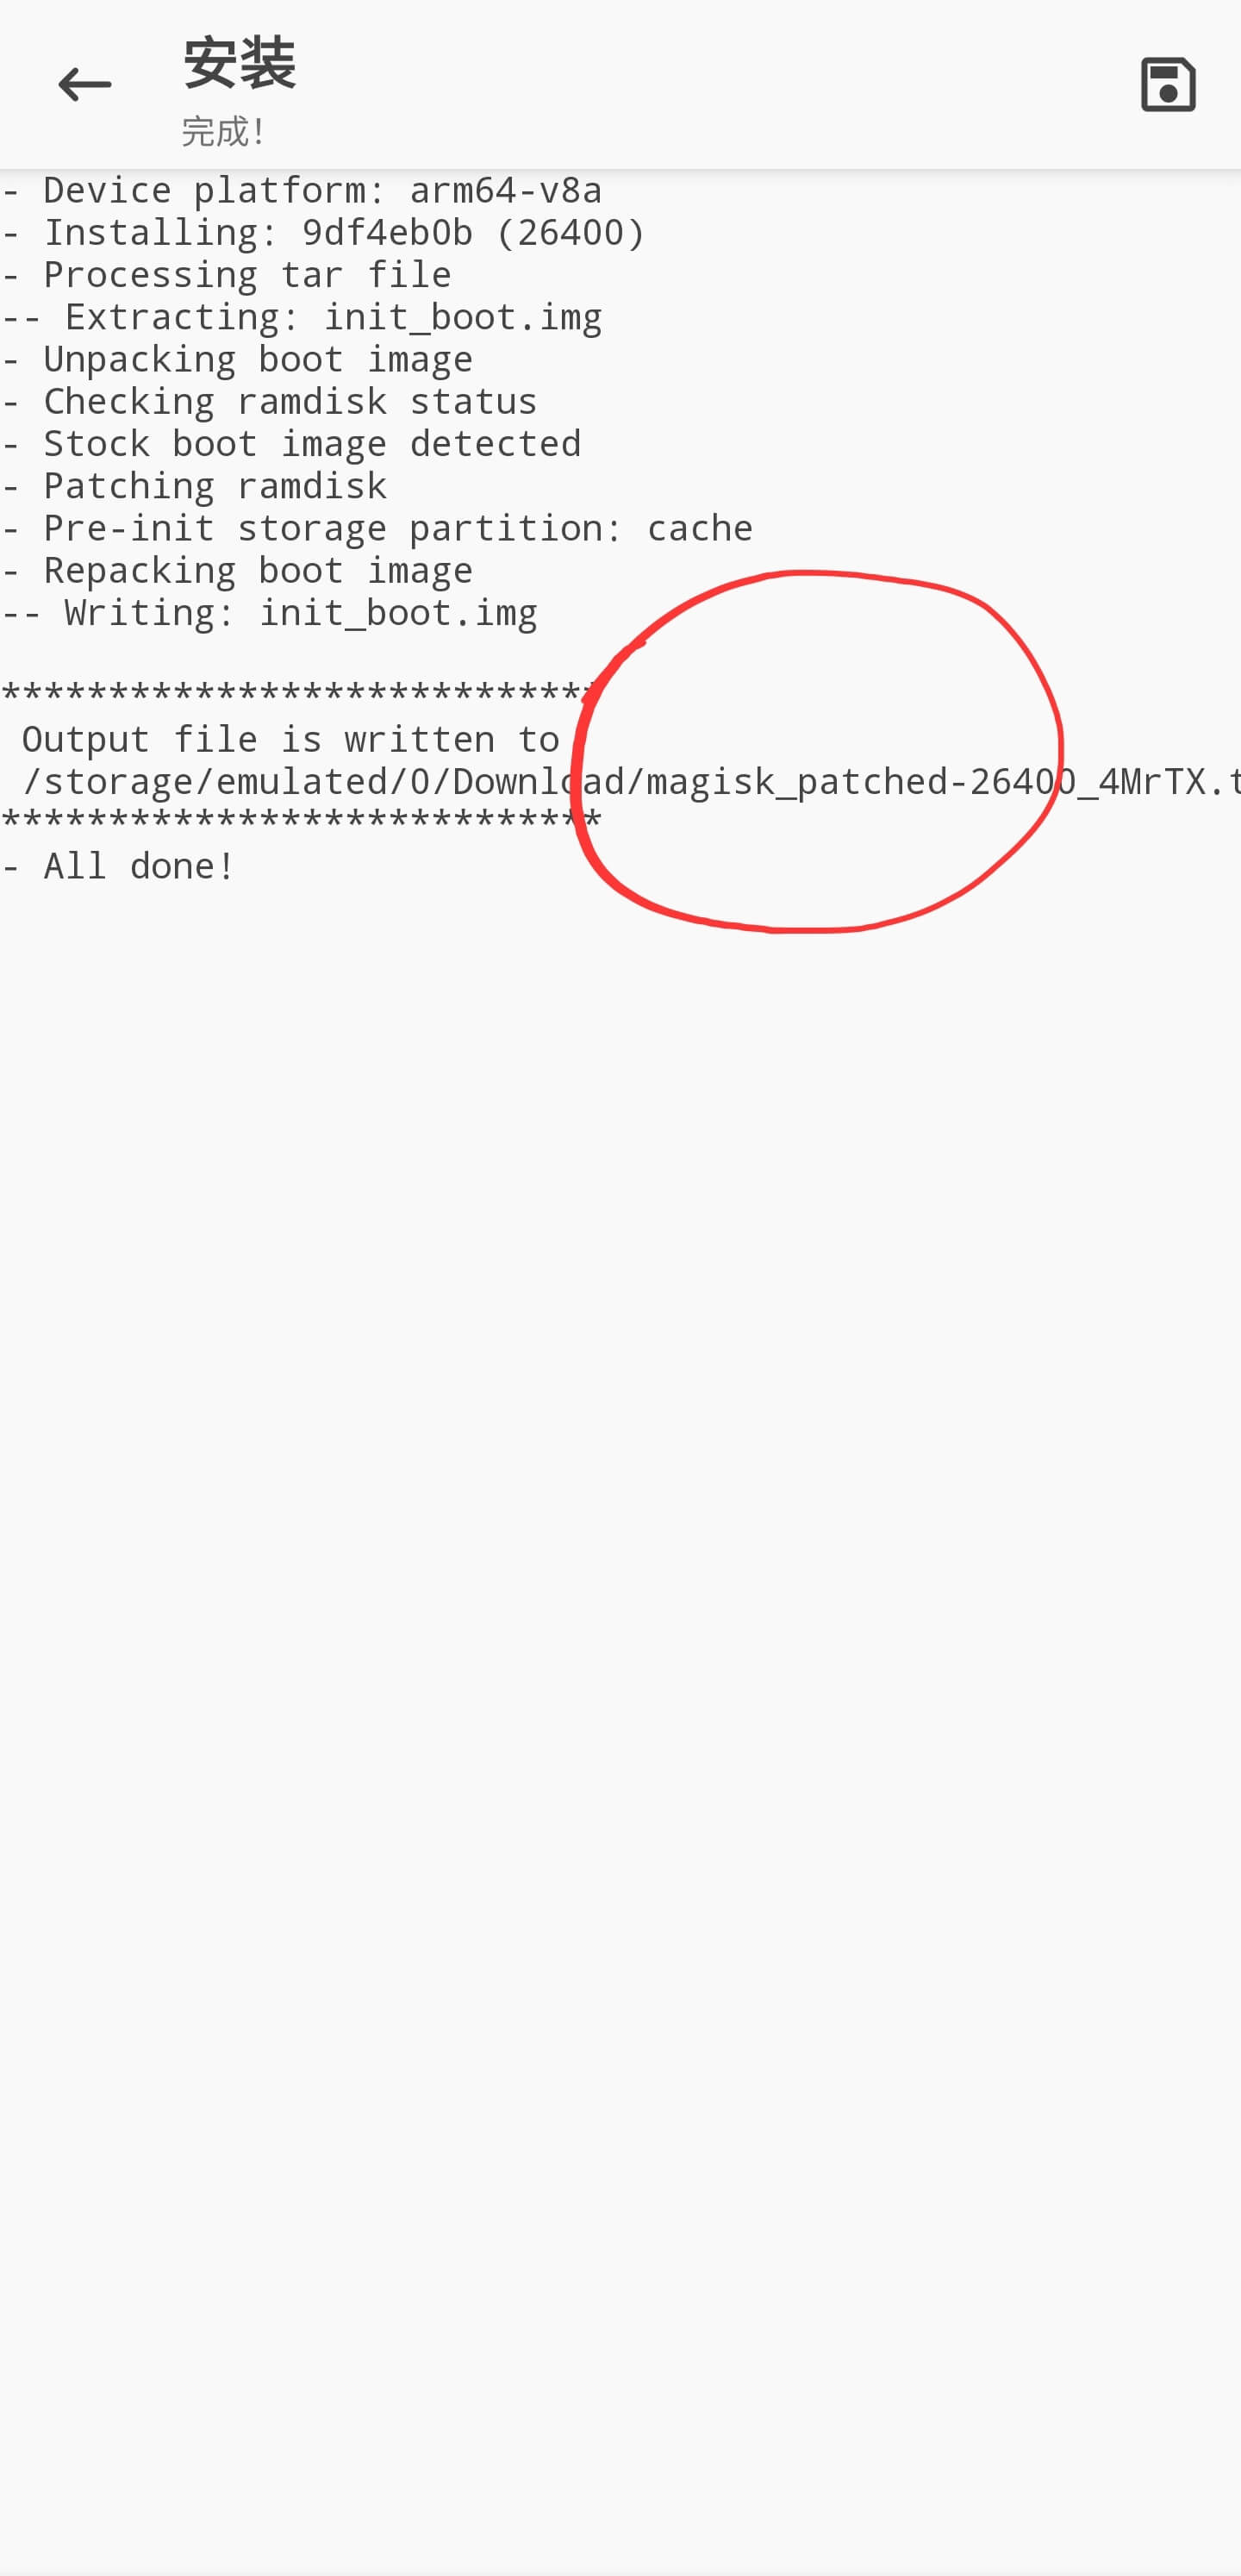 安装
完成！
- Device platform: arm64-v8a
- Installing: 9df4eb0b (26400)
- Processing tar file
-- Extracting: init_boot.img
- Unpacking boot image
- Checking ramdisk status
- Stock boot image detected
- Patching ramdisk
- Pre-init storage partition: cache
- Repacking boot image
-- Writing: init_boot.img
****************************
Output file is written to
/storage/emulated/0/Download/magisk_patched-26400_4MrTX.t
****************************
- All done!